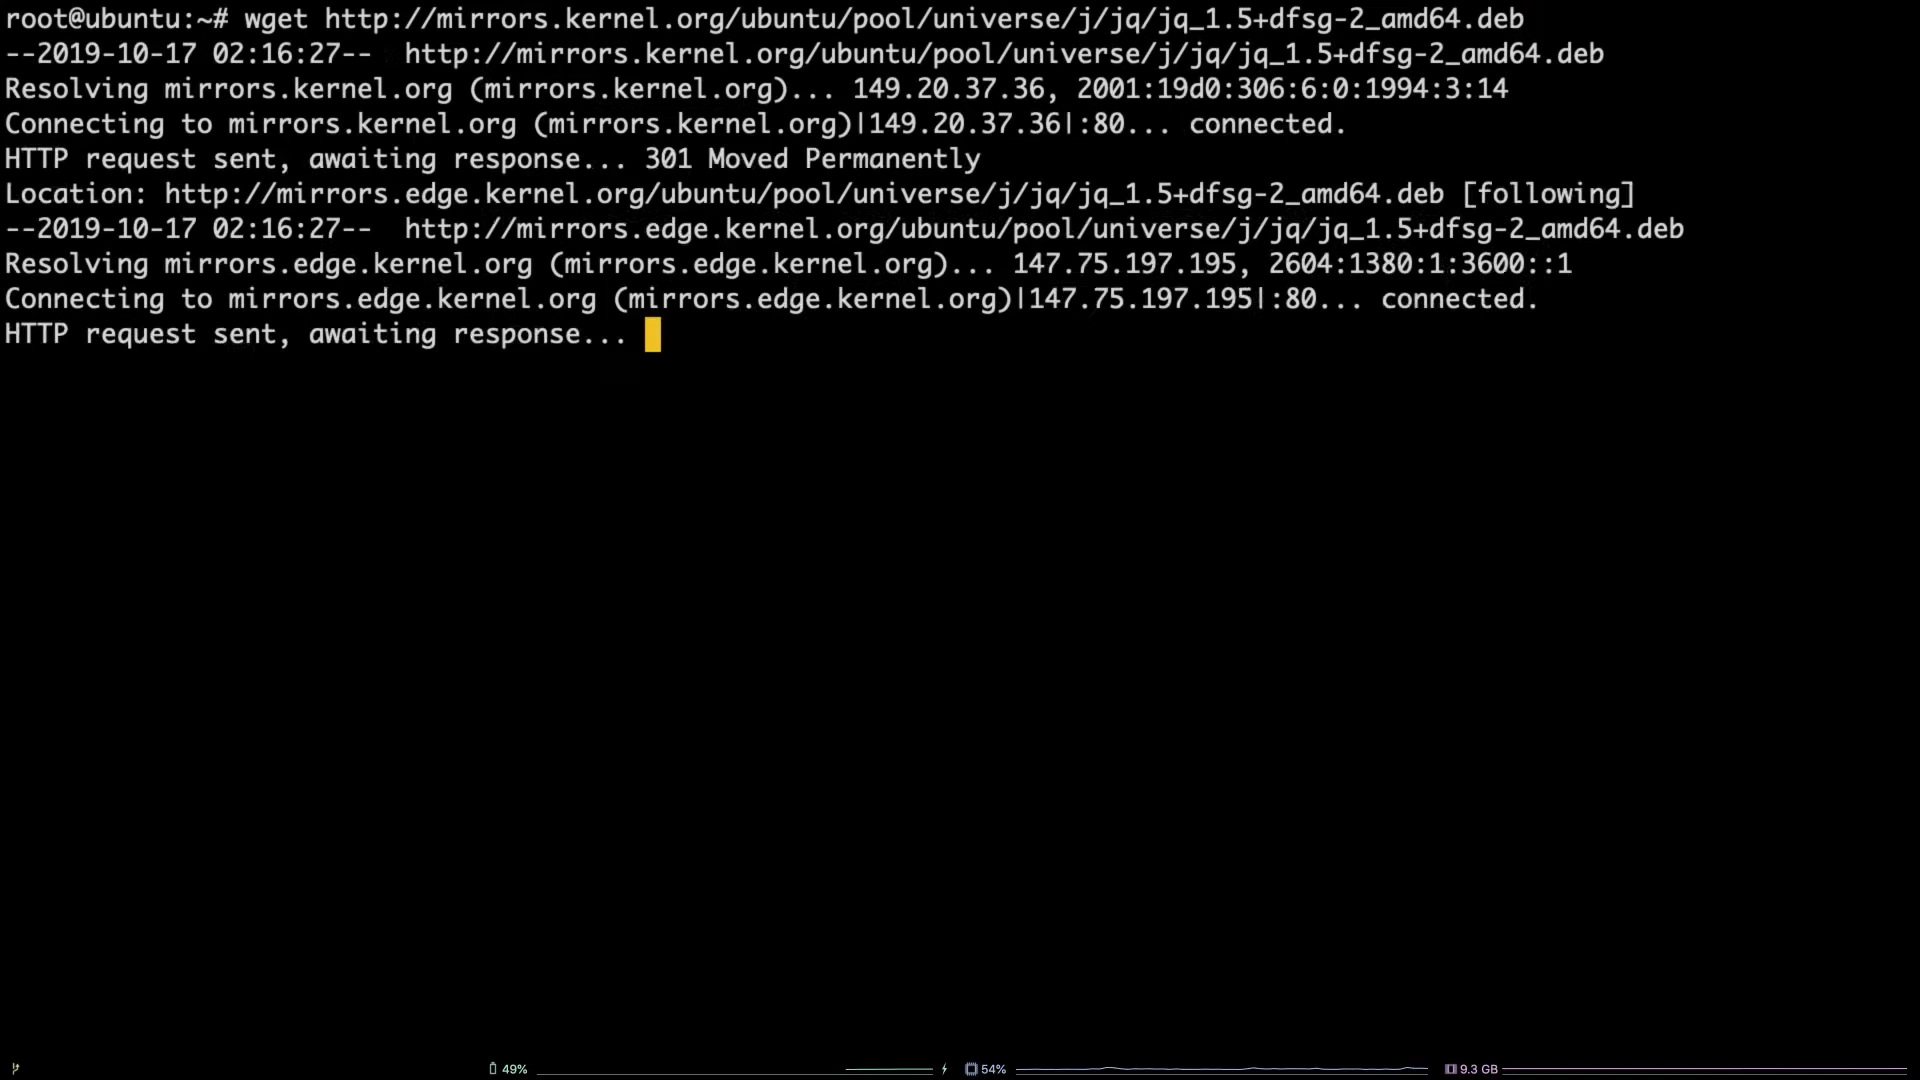 root@ubuntu:~# wget http://mirrors.kernel.org/ubuntu/pool/universe/j/jq/jq_1.5+dfsg-2_amd64.deb
--2019-10-17 02:16:27--  http://mirrors.kernel.org/ubuntu/pool/universe/j/jq/jq_1.5+dfsg-2_amd64.deb
Resolving mirrors.kernel.org (mirrors.kernel.org)... 149.20.37.36, 2001:19d0:306:6:0:1994:3:14
Connecting to mirrors.kernel.org (mirrors.kernel.org)|149.20.37.36|:80... connected.
HTTP request sent, awaiting response... 301 Moved Permanently
Location: http://mirrors.edge.kernel.org/ubuntu/pool/universe/j/jq/jq_1.5+dfsg-2_amd64.deb [following]
--2019-10-17 02:16:27--  http://mirrors.edge.kernel.org/ubuntu/pool/universe/j/jq/jq_1.5+dfsg-2_amd64.deb
Resolving mirrors.edge.kernel.org (mirrors.edge.kernel.org)... 147.75.197.195, 2604:1380:1:3600::1
Connecting to mirrors.edge.kernel.org (mirrors.edge.kernel.org)|147.75.197.195|:80... connected.
HTTP request sent, awaiting response...
49% 54% 9.3 GB